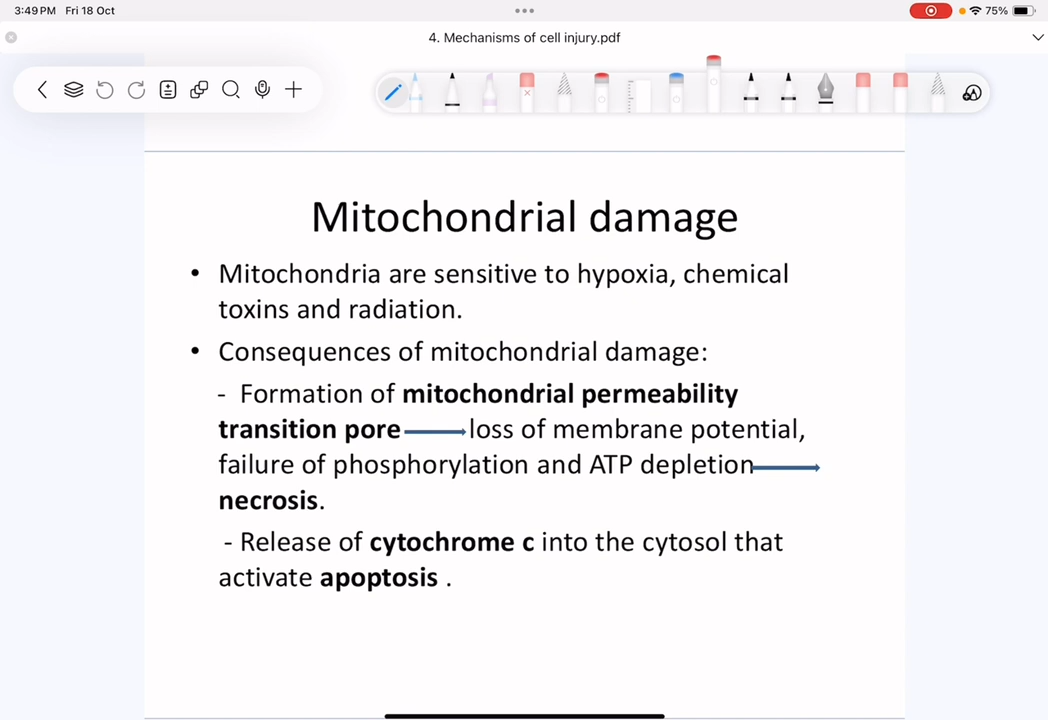 3:49 PM Fri 18 Oct
75%
4. Mechanisms of cell injury.pdf
Mitochondrial damage
• Mitochondria are sensitive to hypoxia, chemical
toxins and radiation.
• Consequences of mitochondrial damage:
- Formation of mitochondrial permeability
transition pore loss of membrane potential,
failure of phosphorylation and ATP depletion
necrosis.
- Release of cytochrome c into the cytosol that
activate apoptosis .